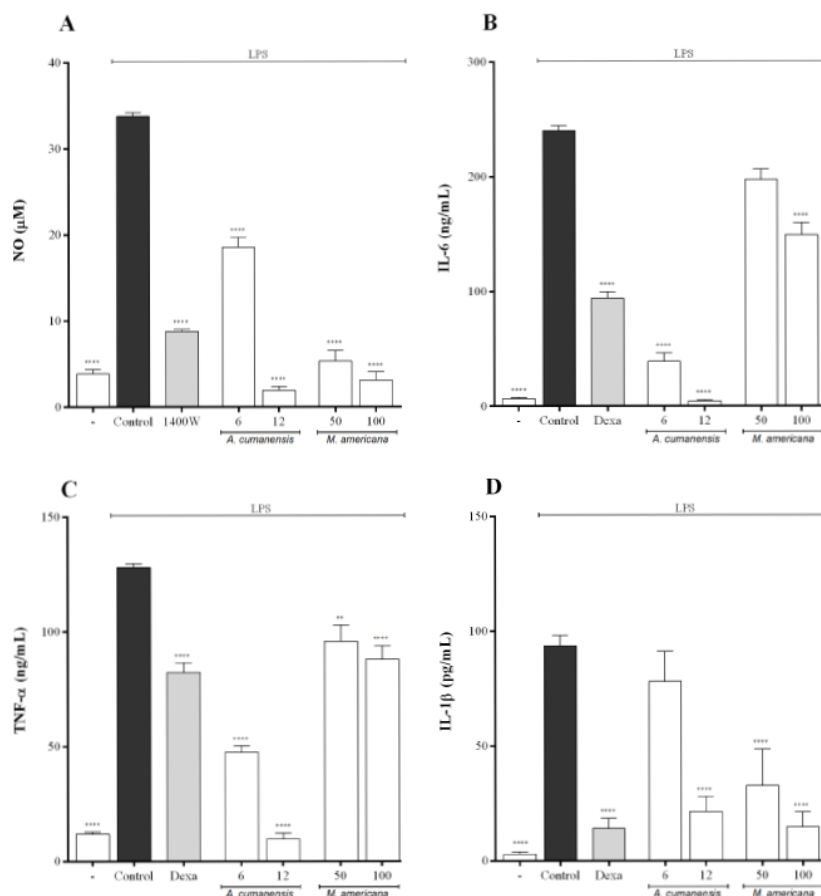 A
LPS
40
30
20
10
0
NO (μM)
****
****
****
****
****
****
- Control 1400W 6 12 50 100
A. cumanensis M. americana
B
LPS
300
200
100
0
IL-6 (ng/mL)
****
****
****
****
****
- Control Dexa 6 12 50 100
A. cumanensis M. americana
C
LPS
150
100
50
0
TNF-α (ng/mL)
****
****
****
****
**
****
- Control Dexa 6 12 50 100
A. cumanensis M. americana
D
LPS
150
100
50
0
IL-1β (pg/mL)
****
****
****
****
****
- Control Dexa 6 12 50 100
A. cumanensis M. americana